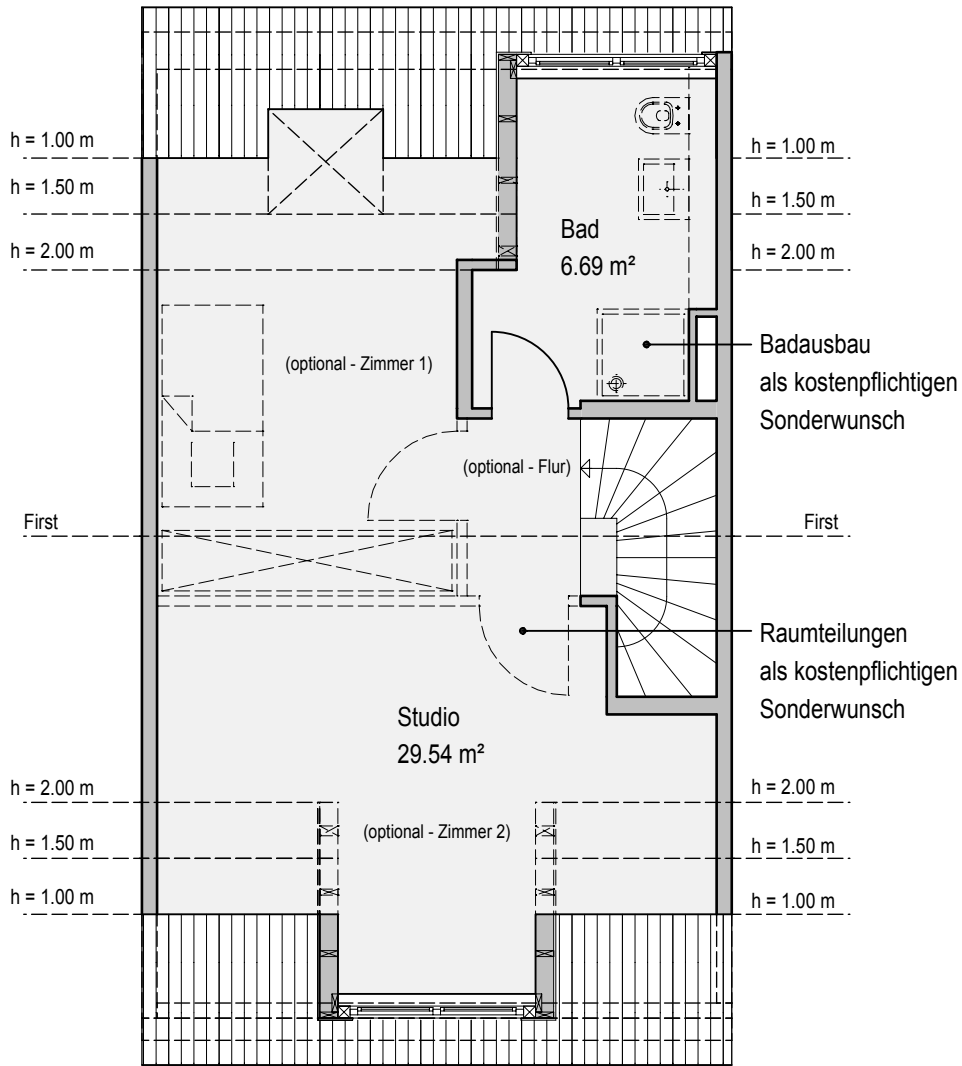 h = 1.00 m
h = 1.00 m
h = 1.50 m
h = 1.50 m
Bad
h = 2.00 m
h = 2.00 m
6.69 m²
Badausbau
als kostenpflichtigen
Sonderwunsch
(optional - Zimmer 1)
(optional - Flur)
First
First
Raumteilungen
als kostenpflichtigen
Sonderwunsch
Studio
29.54 m²
h = 2.00 m
h = 2.00 m
(optional - Zimmer 2)
h = 1.50 m
h = 1.50 m
h = 1.00 m
h = 1.00 m